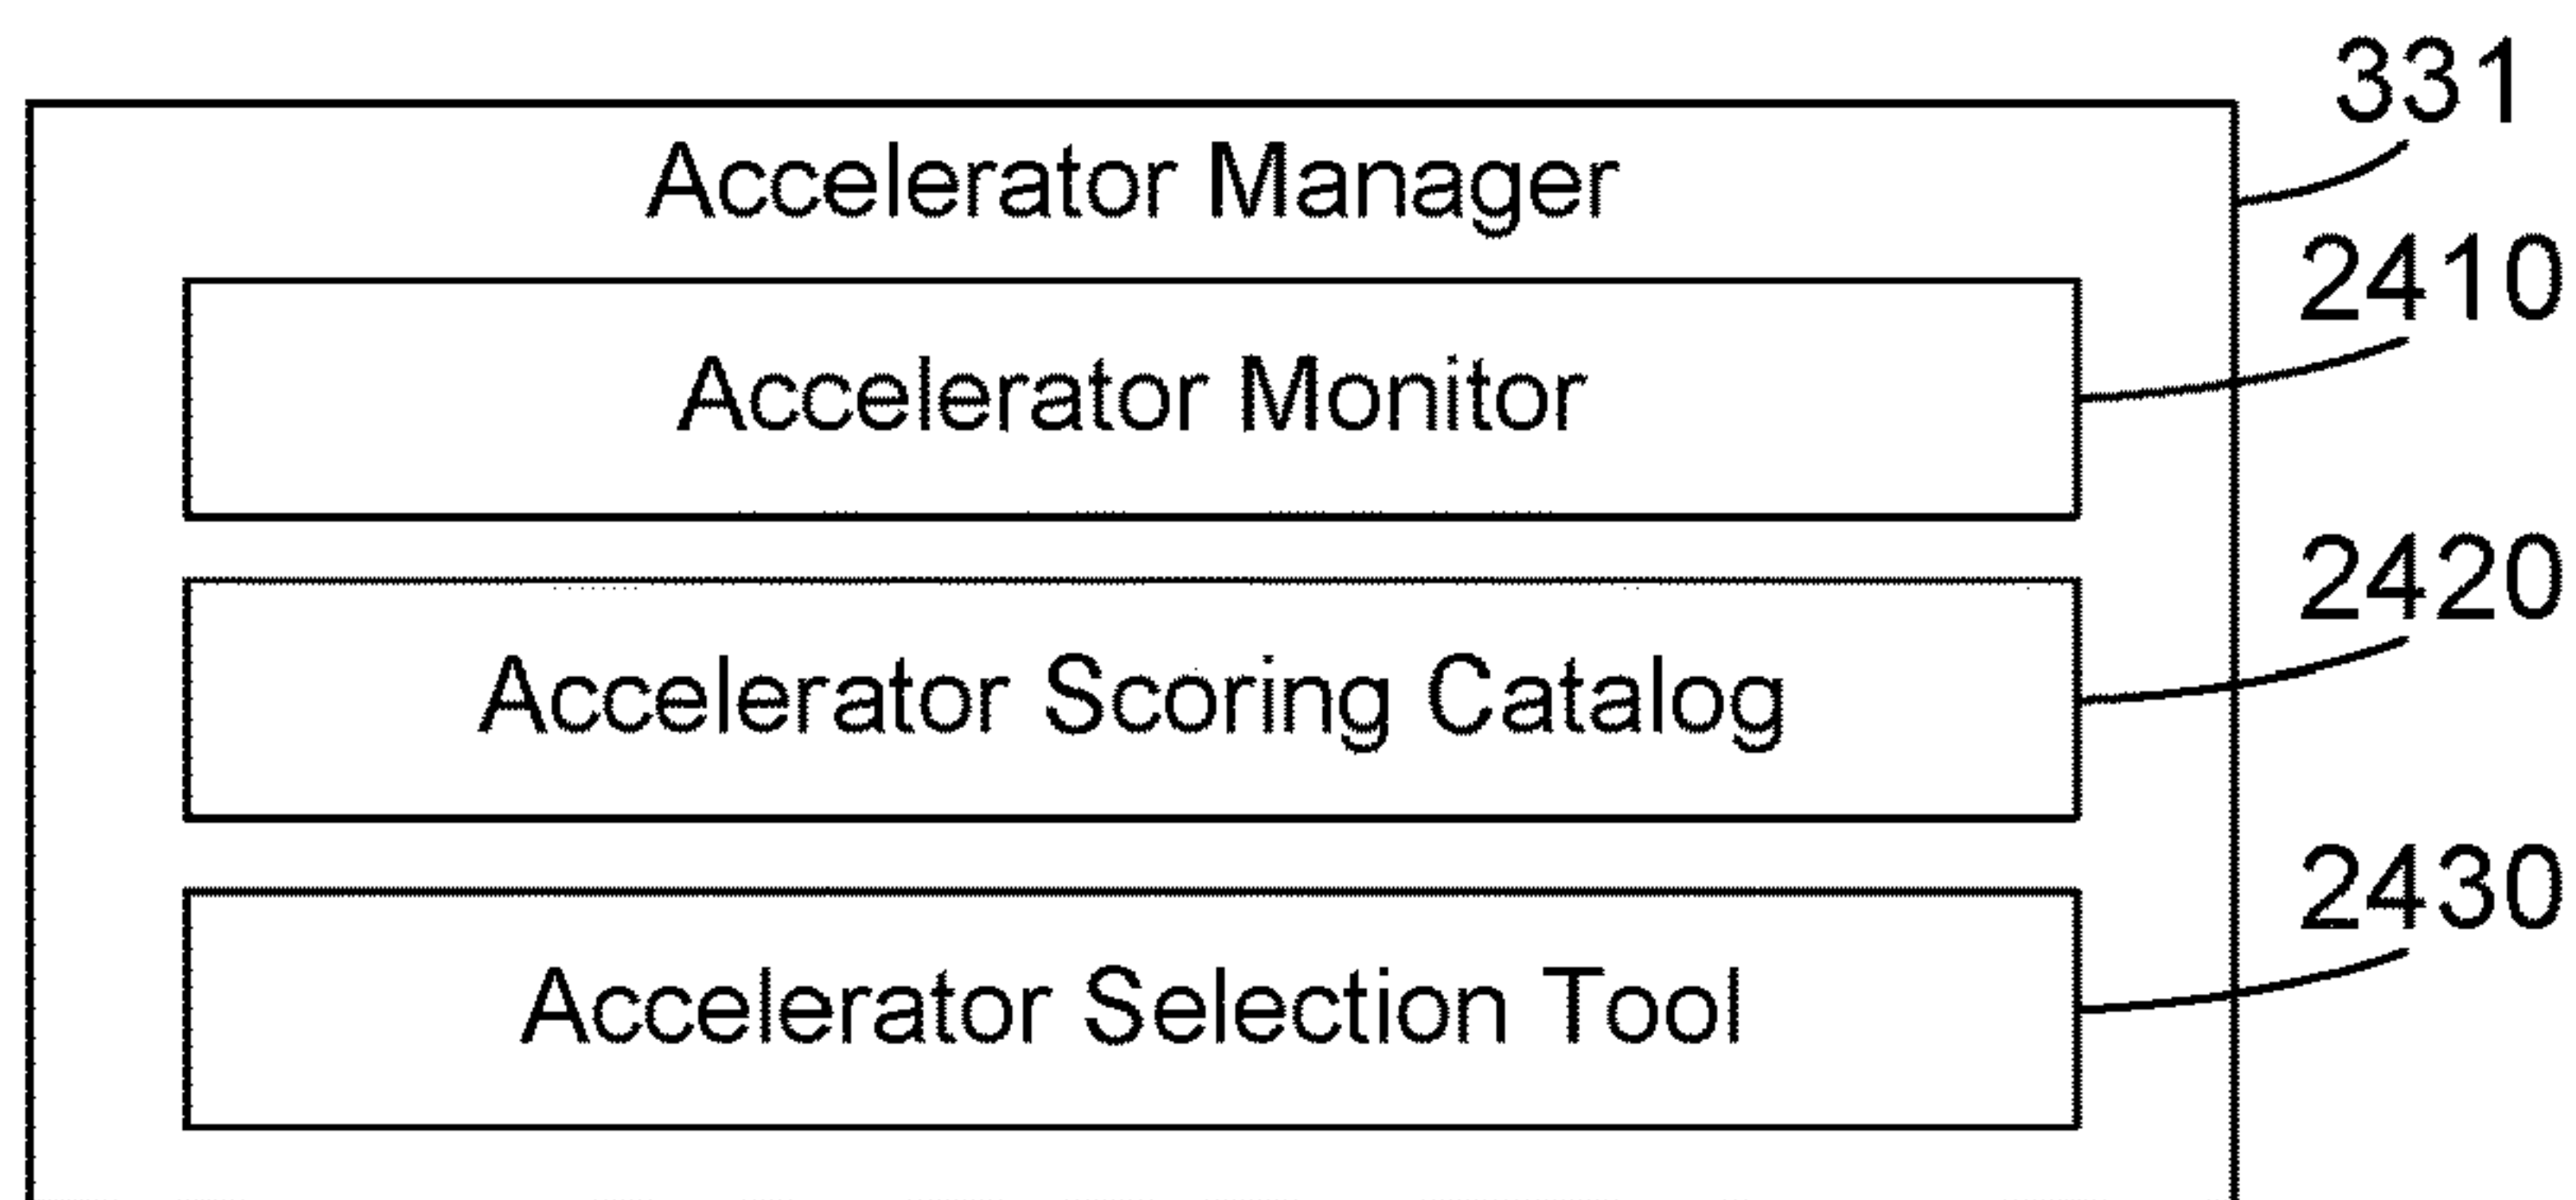 331
Accelerator Manager
2410
Accelerator Monitor
2420
Accelerator Scoring Catalog
2430
Accelerator Selection Tool